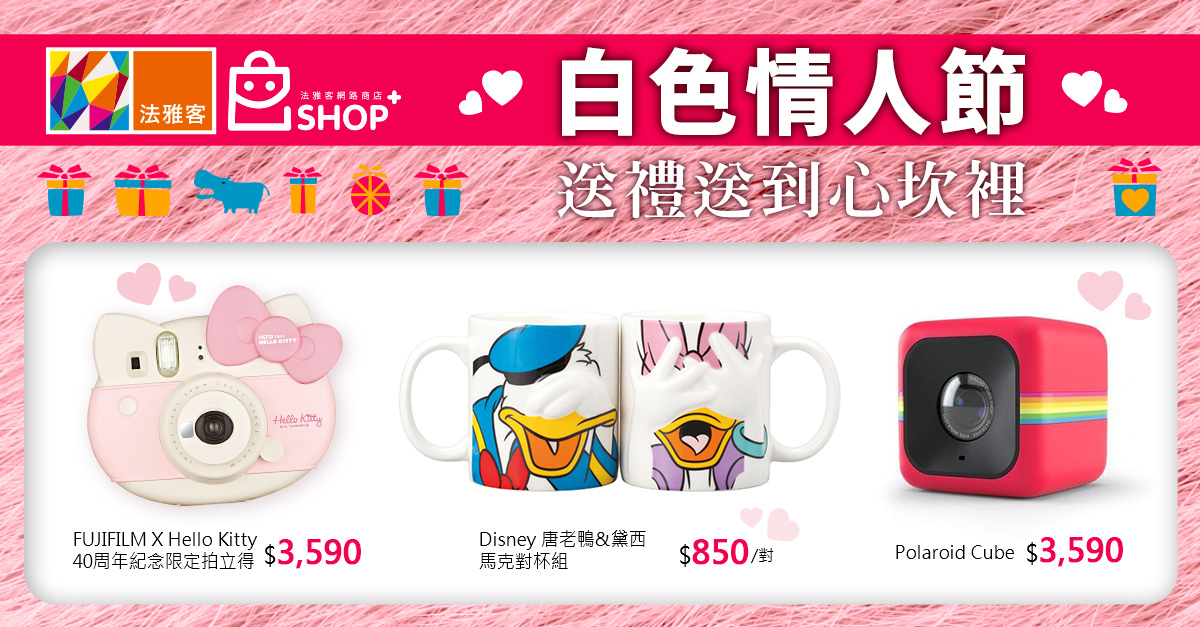 法雅客
法雅客網路商店
SHOP
白色情人節
送禮送到心坎裡
HELLO KITTY
Hello Kitty
FUJIFILM X Hello Kitty
40周年紀念限定拍立得 $3,590
Disney 唐老鴨&黛西
馬克對杯組
$850/對
Polaroid Cube $3,590